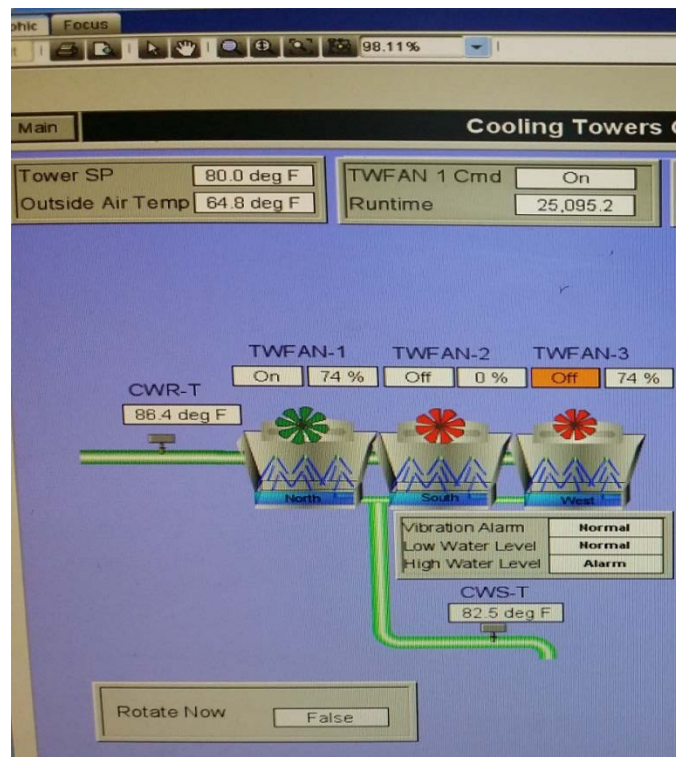 Focus
98.11%
Main
Cooling Towers
Tower SP 80.0 deg F
Outside Air Temp 64.8 deg F
TWFAN 1 Cmd On
Runtime 25,095.2
TWFAN-1 TWFAN-2 TWFAN-3
On 74 % Off 0 % Off 74 %
CWR-T
86.4 deg F
North South West
Vibration Alarm Normal
Low Water Level Normal
High Water Level Alarm
CWS-T
82.5 deg F
Rotate Now False